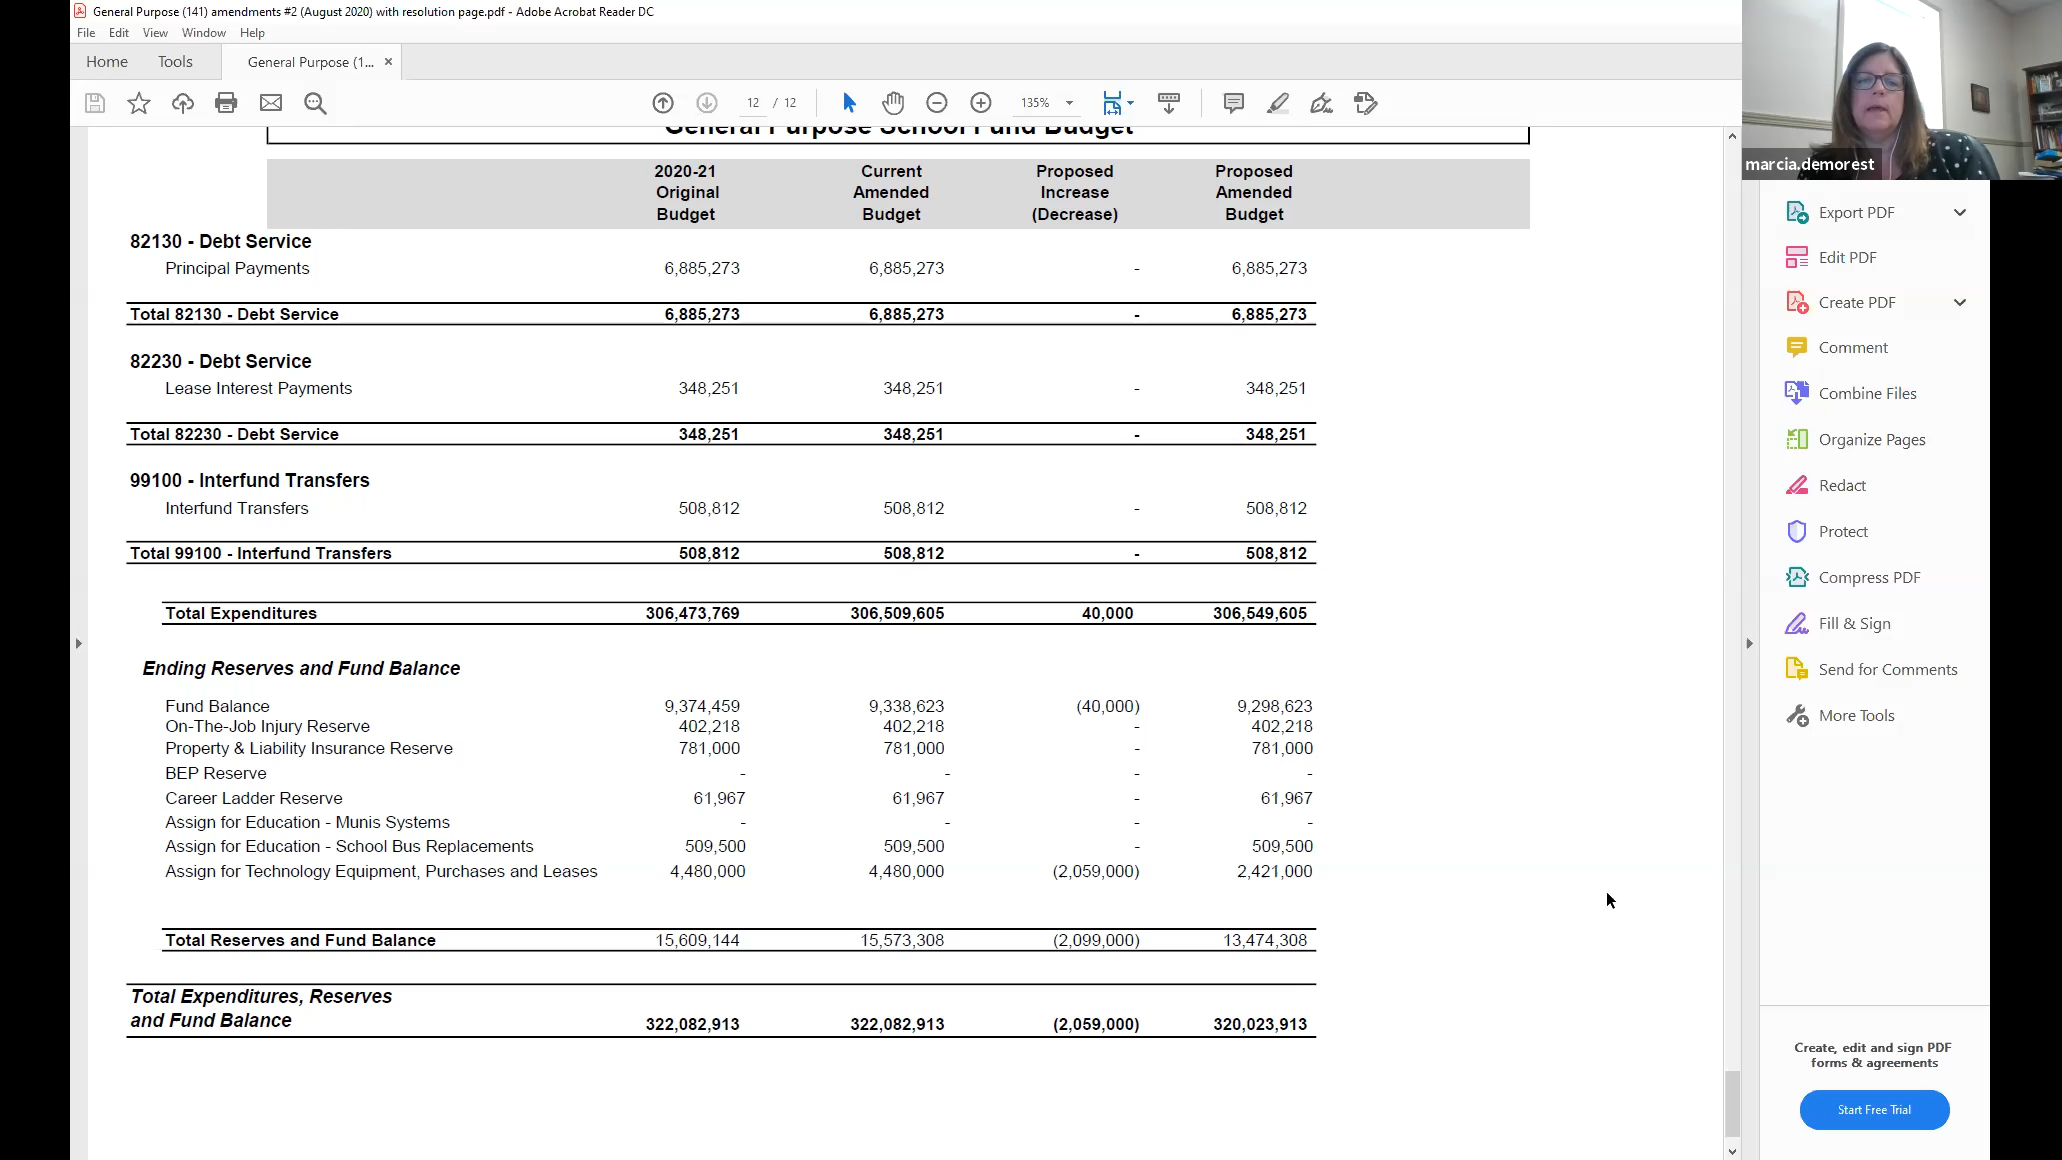 General Purpose (141) amendments #2 (August 2020) with resolution page.pdf - Adobe Acrobat Reader DC
File Edit View Window Help
Home Tools General Purpose (1... ×
12 / 12 135%
marcia.demorest
General Purpose School Fund Budget
2020-21 Original Budget Current Amended Budget Proposed Increase (Decrease) Proposed Amended Budget
82130 - Debt Service
Principal Payments 6,885,273 6,885,273 - 6,885,273
Total 82130 - Debt Service 6,885,273 6,885,273 - 6,885,273
82230 - Debt Service
Lease Interest Payments 348,251 348,251 - 348,251
Total 82230 - Debt Service 348,251 348,251 - 348,251
99100 - Interfund Transfers
Interfund Transfers 508,812 508,812 - 508,812
Total 99100 - Interfund Transfers 508,812 508,812 - 508,812
Total Expenditures 306,473,769 306,509,605 40,000 306,549,605
Ending Reserves and Fund Balance
Fund Balance 9,374,459 9,338,623 (40,000) 9,298,623
On-The-Job Injury Reserve 402,218 402,218 - 402,218
Property & Liability Insurance Reserve 781,000 781,000 - 781,000
BEP Reserve - - - -
Career Ladder Reserve 61,967 61,967 - 61,967
Assign for Education - Munis Systems - - - -
Assign for Education - School Bus Replacements 509,500 509,500 - 509,500
Assign for Technology Equipment, Purchases and Leases 4,480,000 4,480,000 (2,059,000) 2,421,000
Total Reserves and Fund Balance 15,609,144 15,573,308 (2,099,000) 13,474,308
Total Expenditures, Reserves
and Fund Balance 322,082,913 322,082,913 (2,059,000) 320,023,913
Export PDF
Edit PDF
Create PDF
Comment
Combine Files
Organize Pages
Redact
Protect
Compress PDF
Fill & Sign
Send for Comments
More Tools
Create, edit and sign PDF
forms & agreements
Start Free Trial